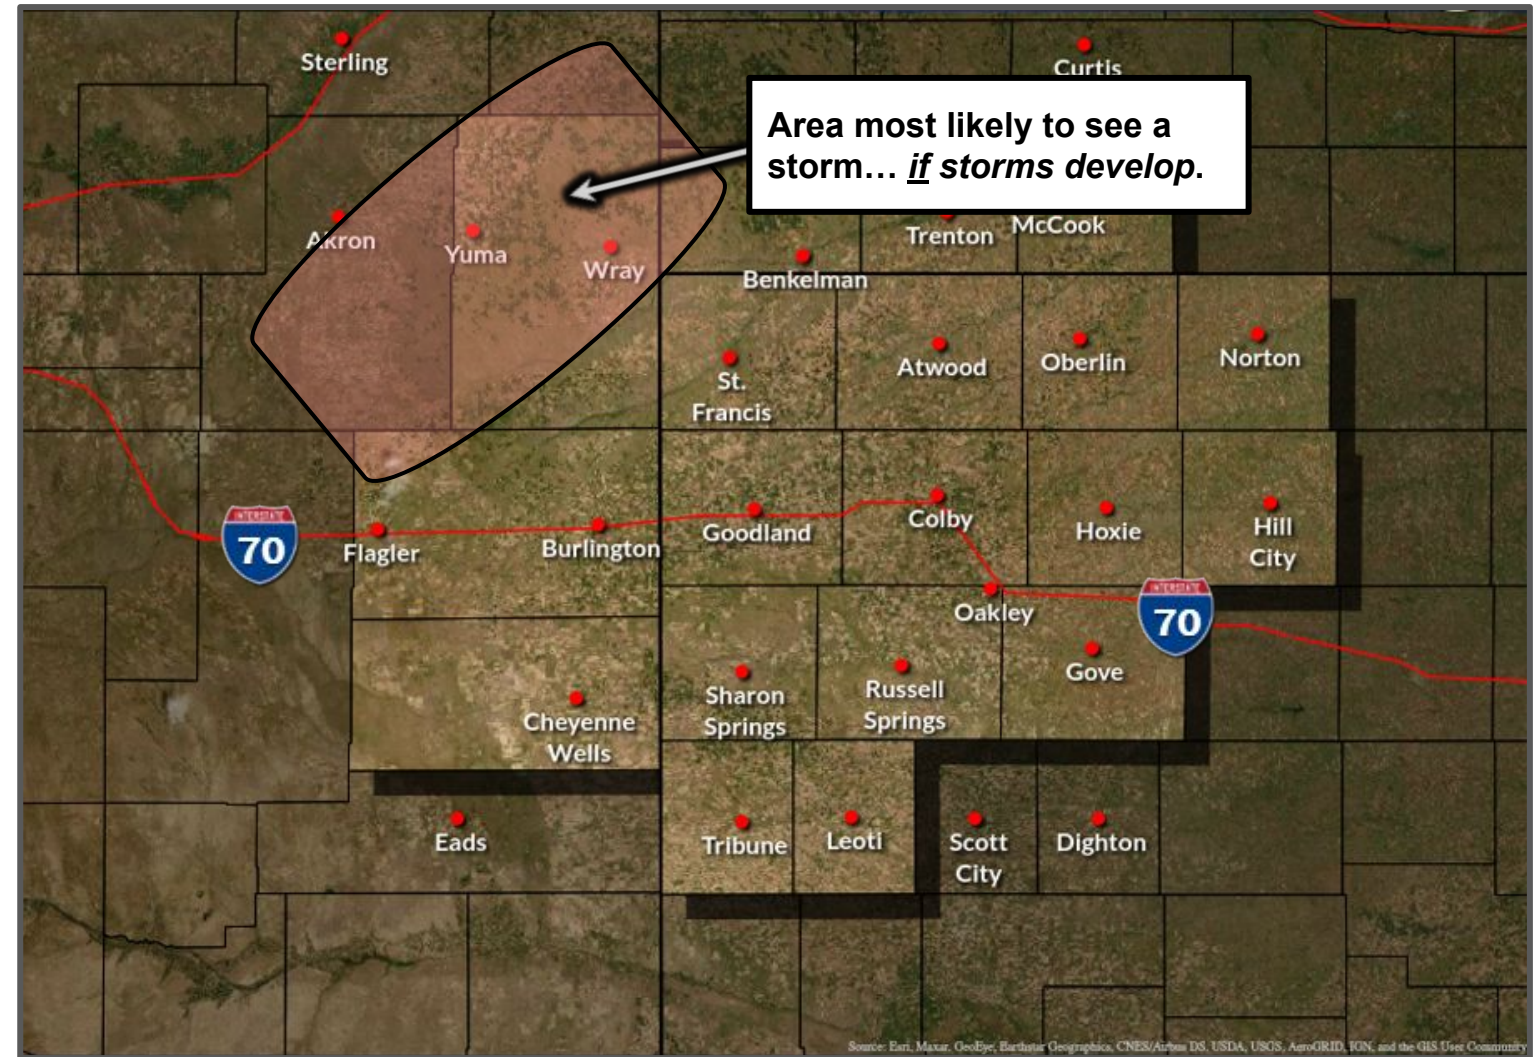 Sterling
Curtis
Area most likely to see a
storm… if storms develop.
Akron
Yuma
Wray
Trenton
McCook
Benkelman
St.
Francis
Atwood
Oberlin
Norton
INTERSTATE
70
Flagler
Burlington
Goodland
Colby
Hoxie
Hill
City
Oakley
INTERSTATE
70
Gove
Sharon
Springs
Russell
Springs
Cheyenne
Wells
Eads
Tribune
Leoti
Scott
City
Dighton
Source: Esri, Maxar, GeoEye, Earthstar Geographics, CNES/Airbus DS, USDA, USGS, AeroGRID, IGN, and the GIS User Community